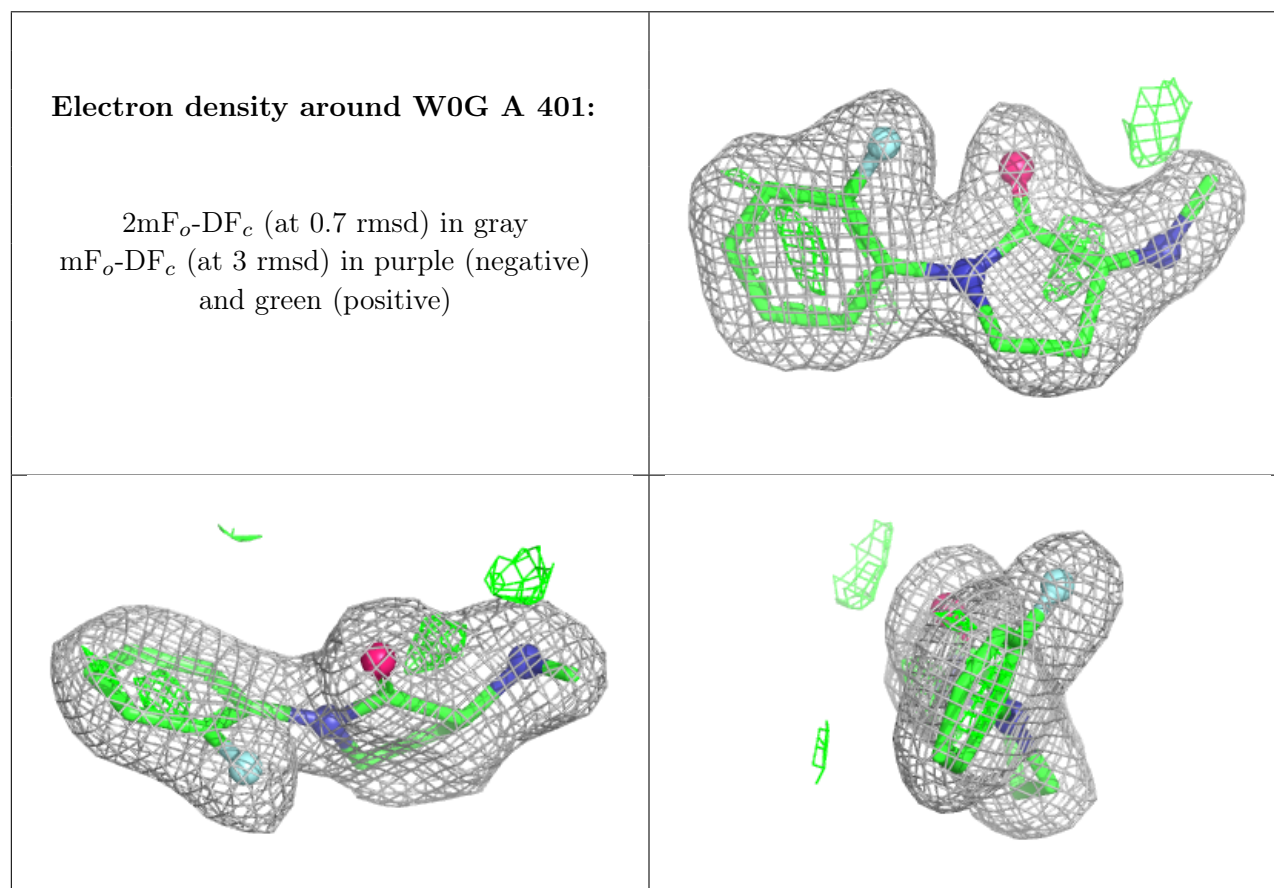 Electron density around W0G A 401:
2mFo-DFc (at 0.7 rmsd) in gray
mFo-DFc (at 3 rmsd) in purple (negative)
and green (positive)